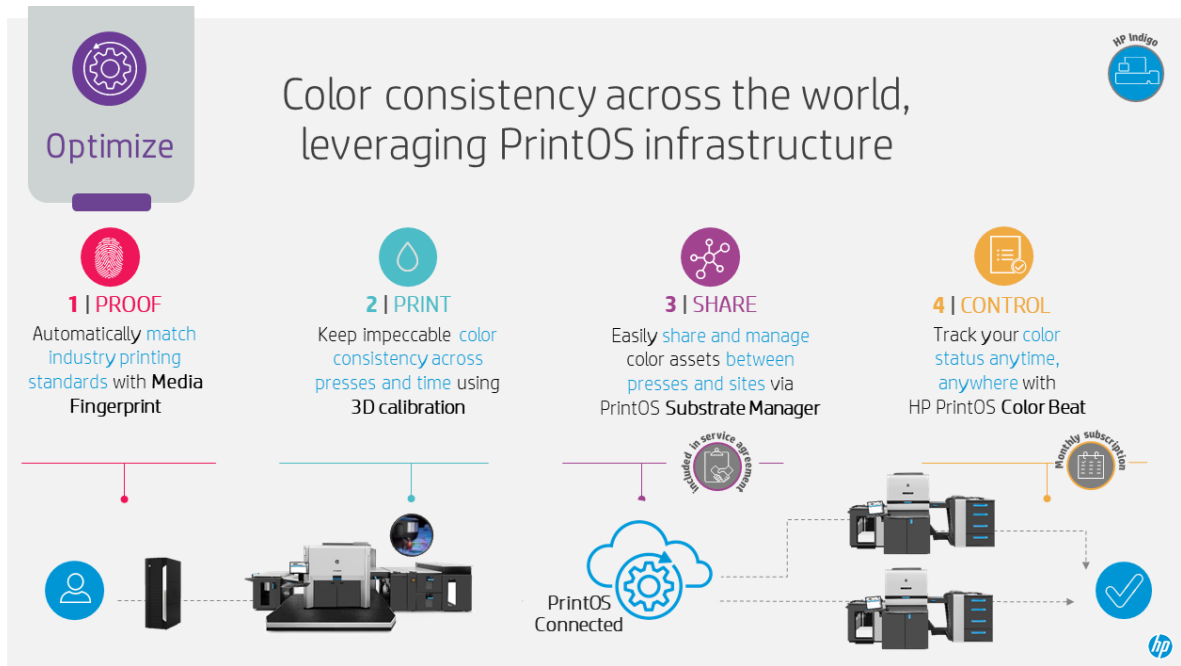 Optimize
HP Indigo
Color consistency across the world,
leveraging PrintOS infrastructure
1 | PROOF
Automatically match
industry printing
standards with Media
Fingerprint
2 | PRINT
Keep impeccable color
consistency across
presses and time using
3D calibration
3 | SHARE
Easily share and manage
color assets between
presses and sites via
PrintOS Substrate Manager
4 | CONTROL
Track your color
status anytime,
anywhere with
HP PrintOS Color Beat
included in service agreement
Monthly subscription
PrintOS
Connected
hp